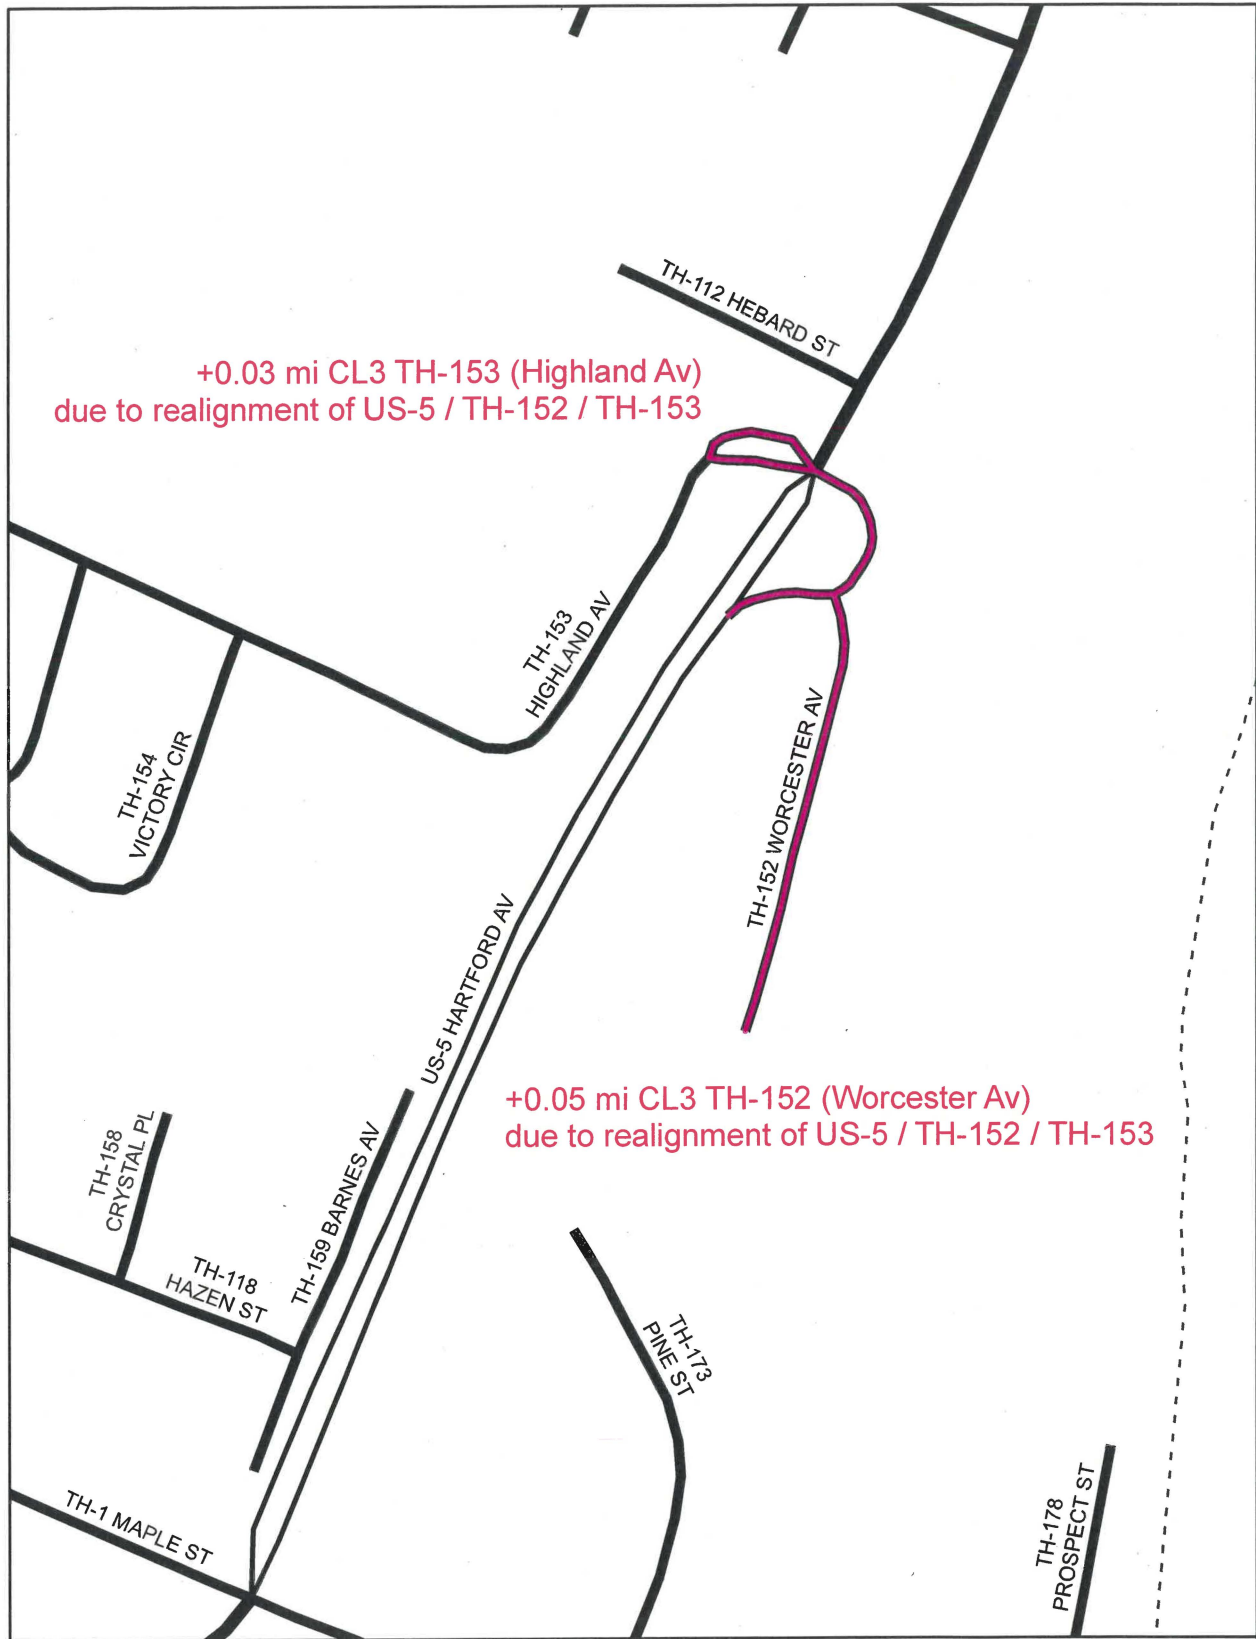 TH-112 HEBARD ST
+0.03 mi CL3 TH-153 (Highland Av)
due to realignment of US-5 / TH-152 / TH-153
TH-153
HIGHLAND AV
TH-154
VICTORY CIR
TH-152 WORCESTER AV
US-5 HARTFORD AV
+0.05 mi CL3 TH-152 (Worcester Av)
due to realignment of US-5 / TH-152 / TH-153
TH-158
CRYSTAL PL
TH-159 BARNES AV
TH-118
HAZEN ST
TH-173
PINE ST
TH-1 MAPLE ST
TH-178
PROSPECT ST